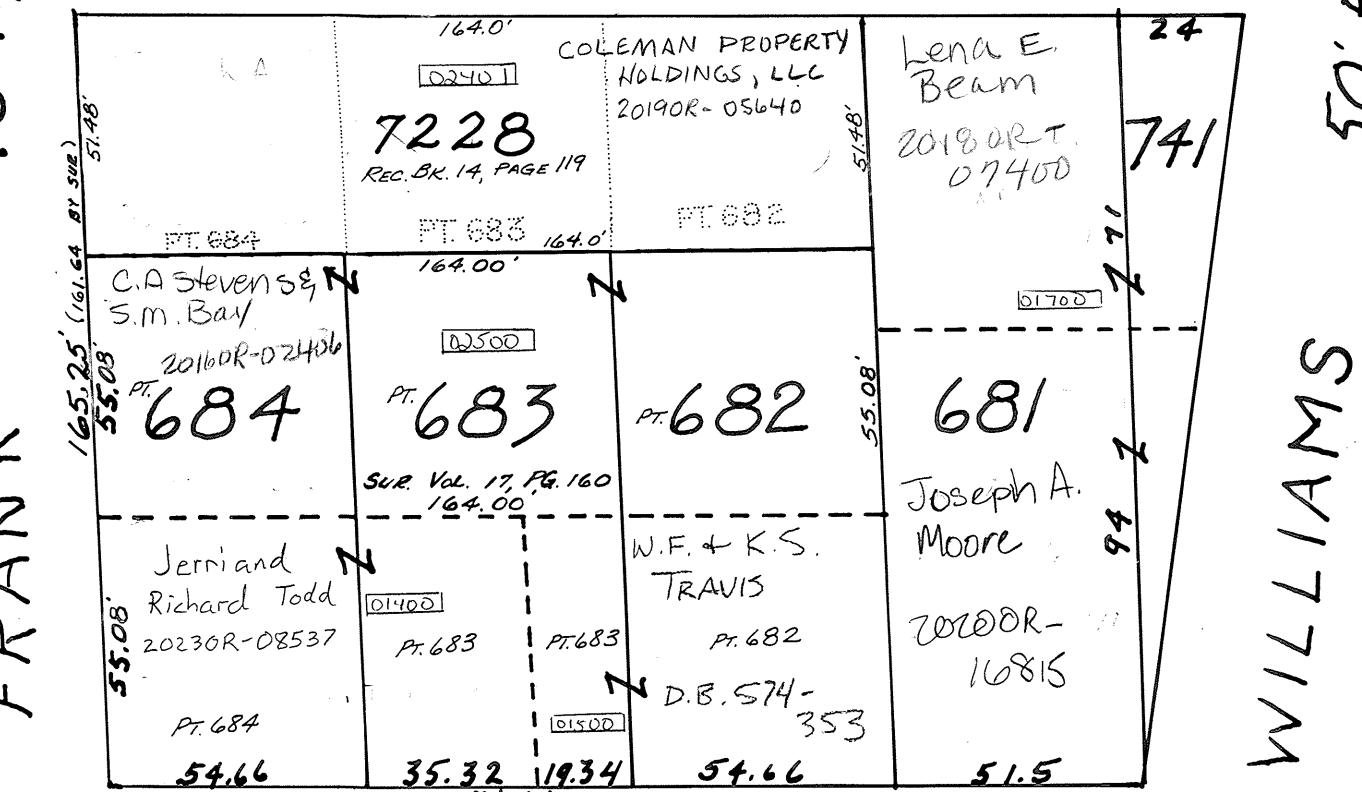 164.0'
24
COLEMAN PROPERTY
HOLDINGS, LLC
20190R-05640
02401
7228
REC. BK. 14, PAGE 119
51.48'
51.48'
Lena E.
Beam
20180R T.
07400
741
50'
PT. 684
PT. 683
164.0'
PT. 682
71
165.25' (161.64 BY SUR)
C.A Stevens &
S.M. Bay
20160R-02406
PT. 684
55.08'
164.00'
02500
PT. 683
SUR. VOL. 17, PG. 160
164.00'
PT. 682
55.08'
01700
681
94
Joseph A.
Moore
20200R-
16815
Jerri and
Richard Todd
20230R-08537
PT. 684
55.08'
54.66
01400
PT. 683
35.32
PT. 683
01500
19.34
W.F. & K.S.
TRAVIS
PT. 682
D.B. 574-
353
54.66
51.5
FRANK
WILLIAMS